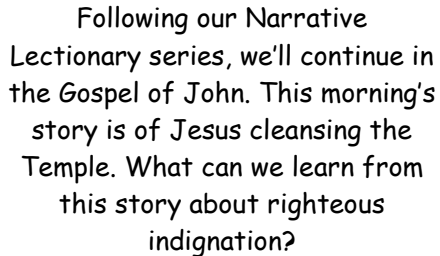 Following our Narrative
Lectionary series, we'll continue in
the Gospel of John. This morning's
story is of Jesus cleansing the
Temple. What can we learn from
this story about righteous
indignation?